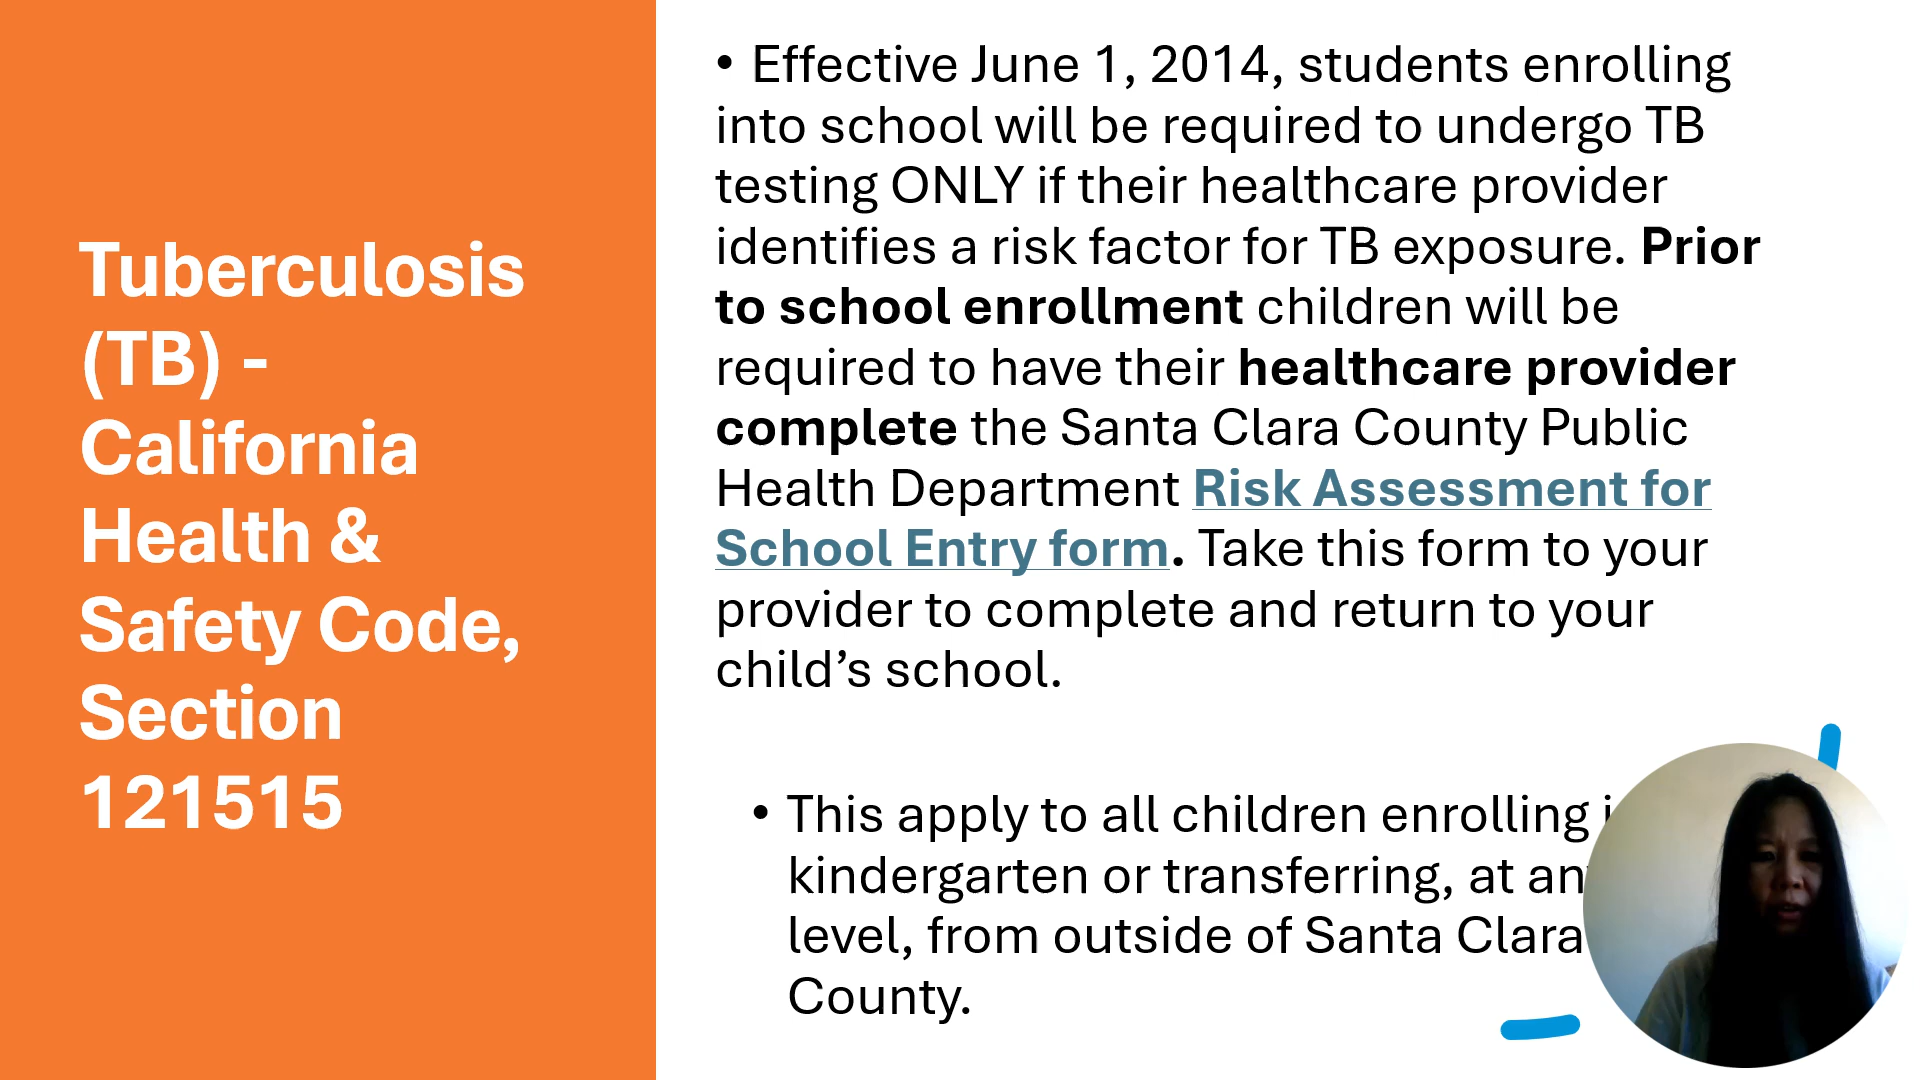 Tuberculosis
(TB) -
California
Health &
Safety Code,
Section
121515
• Effective June 1, 2014, students enrolling
into school will be required to undergo TB
testing ONLY if their healthcare provider
identifies a risk factor for TB exposure. Prior
to school enrollment children will be
required to have their healthcare provider
complete the Santa Clara County Public
Health Department Risk Assessment for
School Entry form. Take this form to your
provider to complete and return to your
child’s school.
• This apply to all children enrolling
kindergarten or transferring, at
level, from outside of Santa Clara
County.